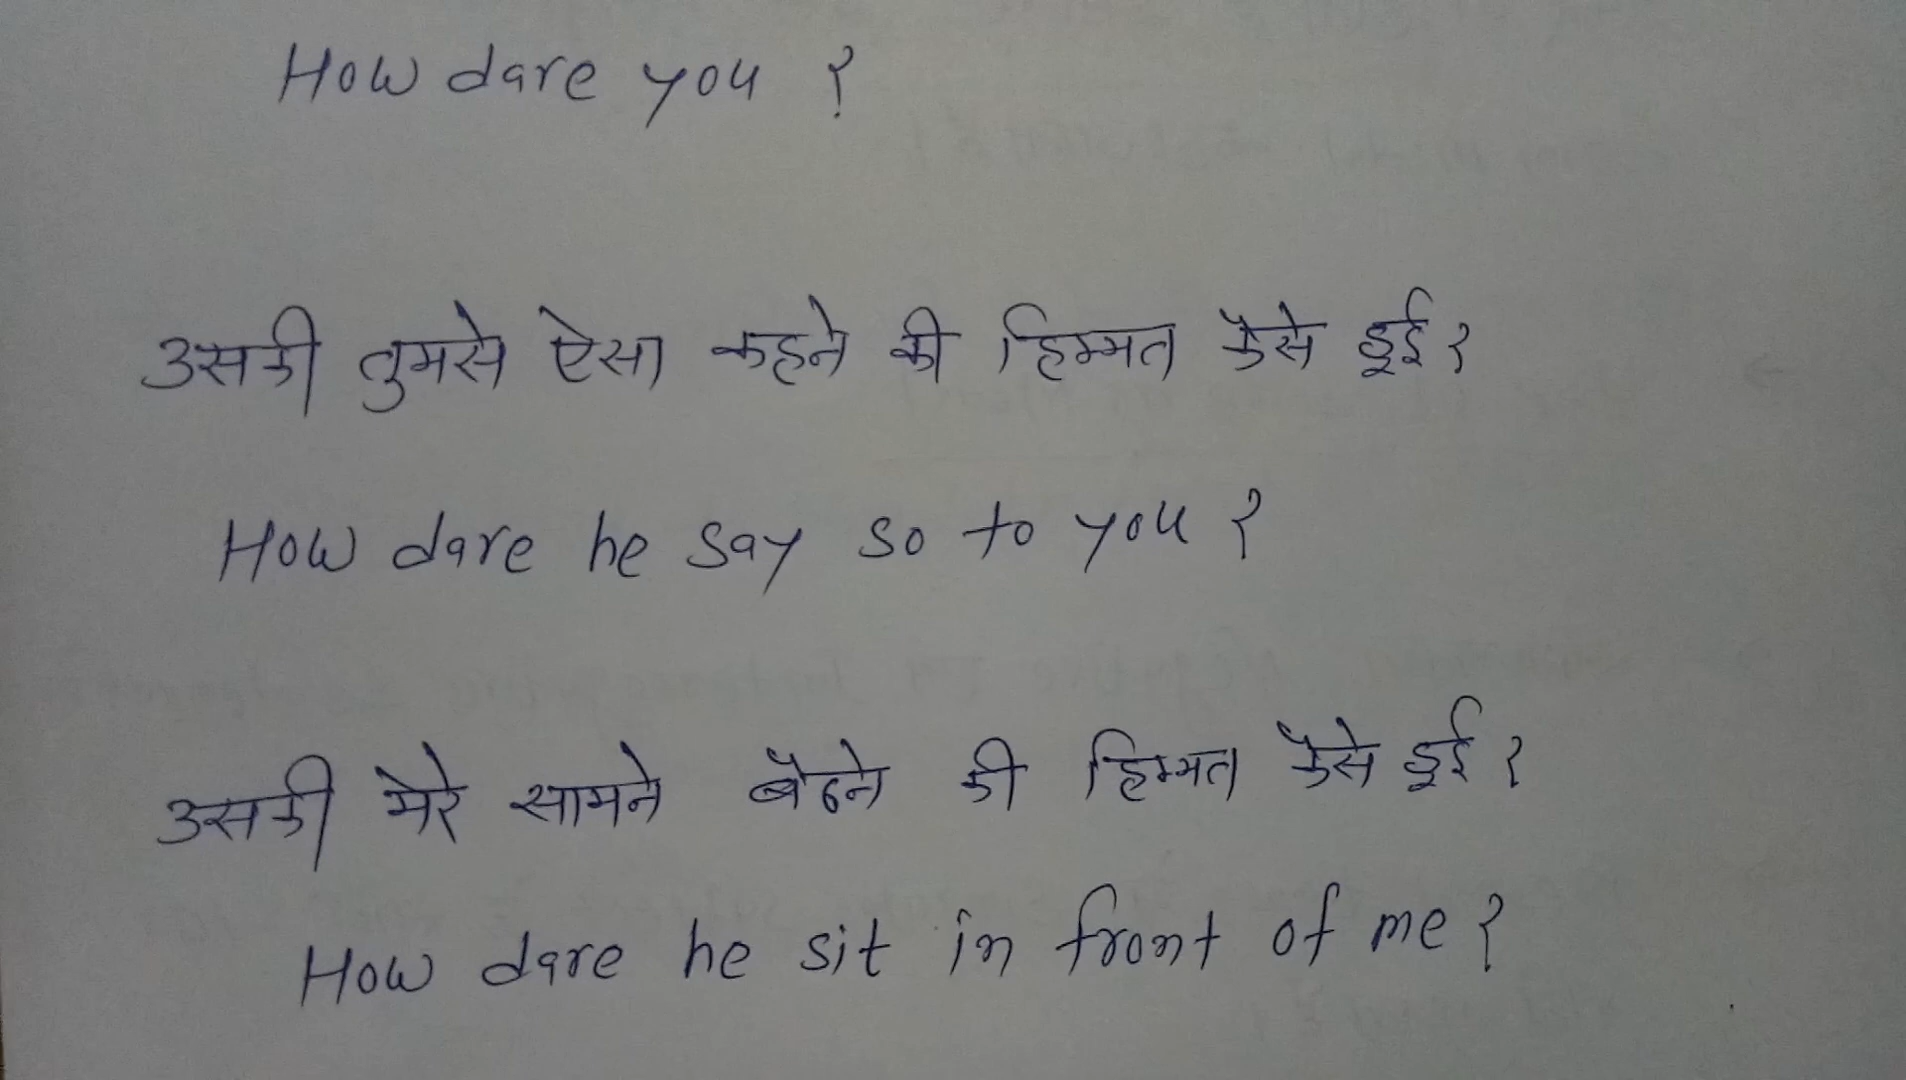 How dare you ?
उसकी तुमसे ऐसा कहने की हिम्मत कैसे हुई?
How dare he say so to you ?
उसकी मेरे सामने बैठने की हिम्मत कैसे हुई ?
How dare he sit in front of me ?